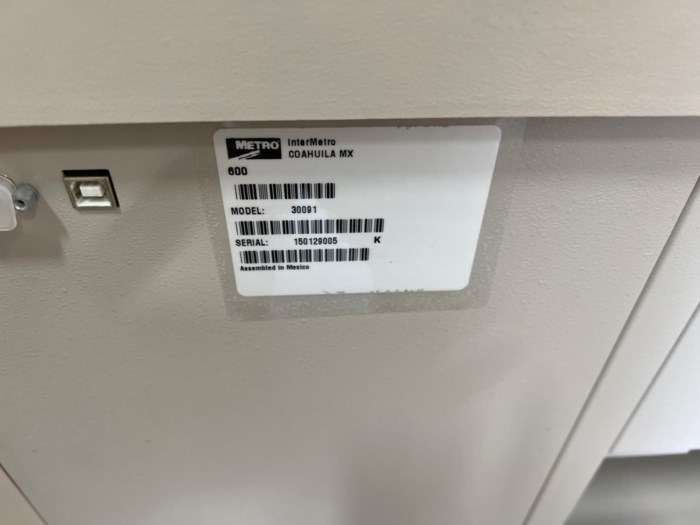 METRO
InterMetro
COAHUILA MX
600
MODEL: 30091
SERIAL: 150129005 K
Assembled in Mexico